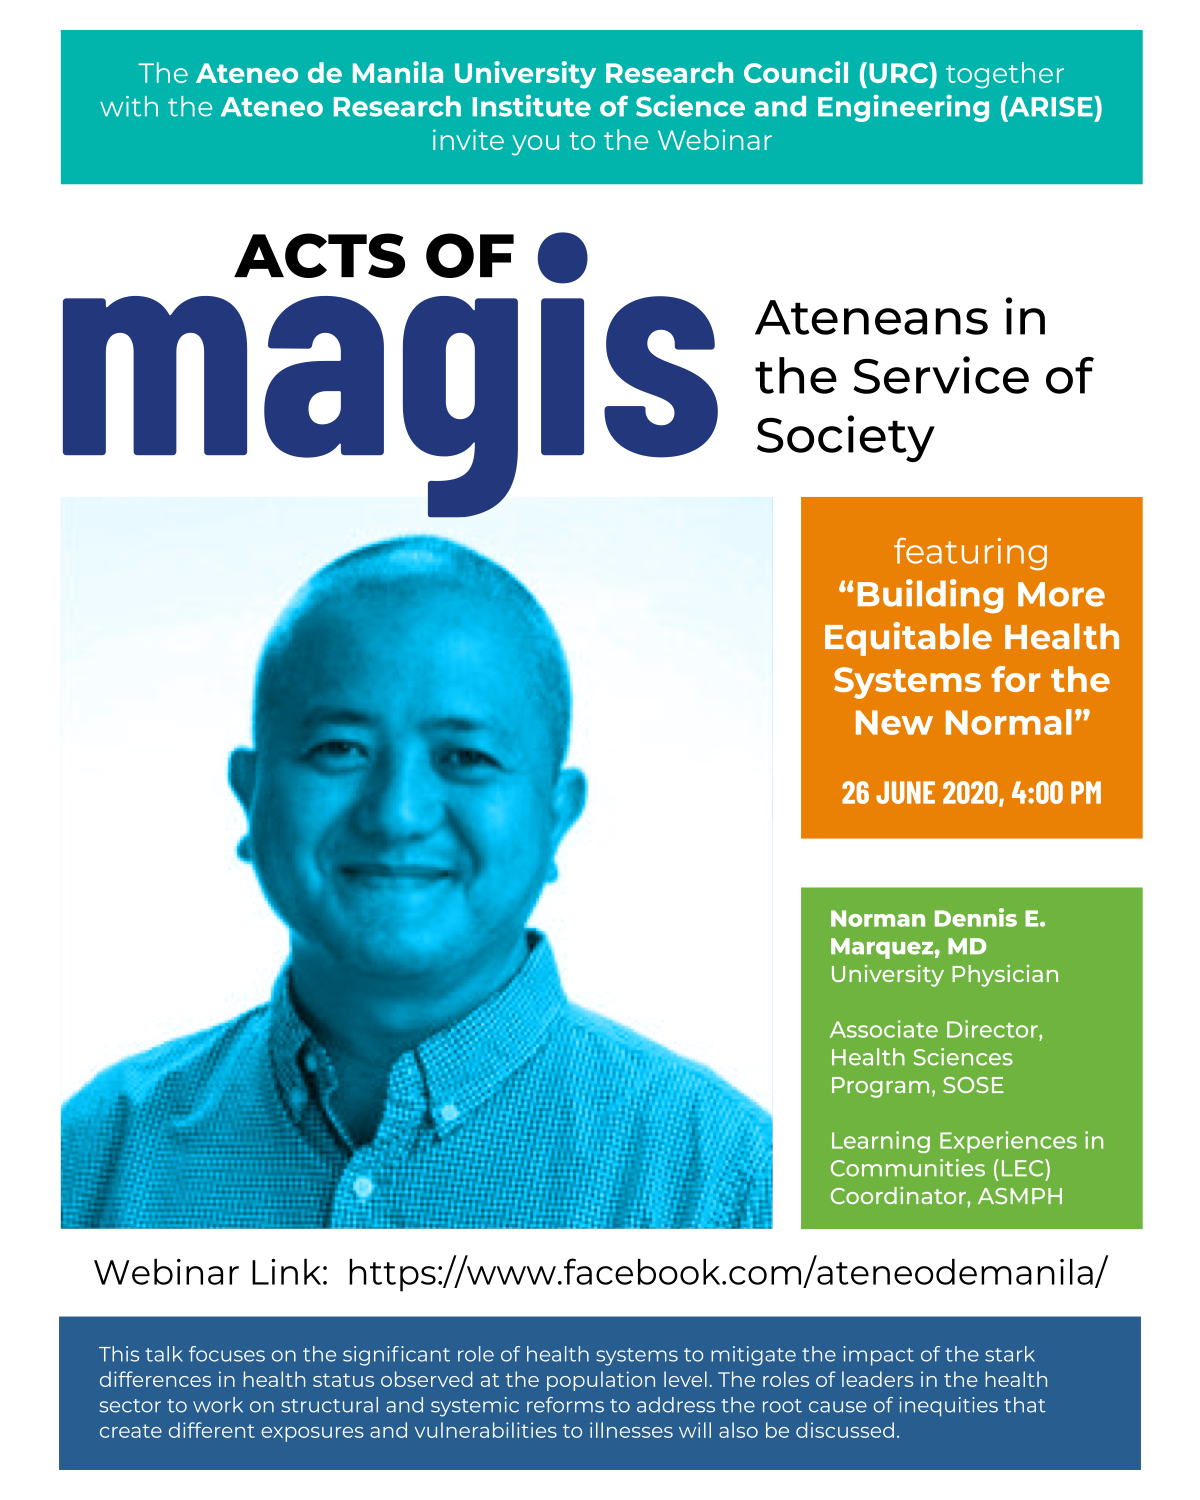 The Ateneo de Manila University Research Council (URC) together
with the Ateneo Research Institute of Science and Engineering (ARISE)
invite you to the Webinar
ACTS OF
magis
Ateneans in
the Service of
Society
featuring
“Building More
Equitable Health
Systems for the
New Normal”
26 JUNE 2020, 4:00 PM
Norman Dennis E.
Marquez, MD
University Physician
Associate Director,
Health Sciences
Program, SOSE
Learning Experiences in
Communities (LEC)
Coordinator, ASMPH
Webinar Link: https://www.facebook.com/ateneodemanila/
This talk focuses on the significant role of health systems to mitigate the impact of the stark
differences in health status observed at the population level. The roles of leaders in the health
sector to work on structural and systemic reforms to address the root cause of inequities that
create different exposures and vulnerabilities to illnesses will also be discussed.